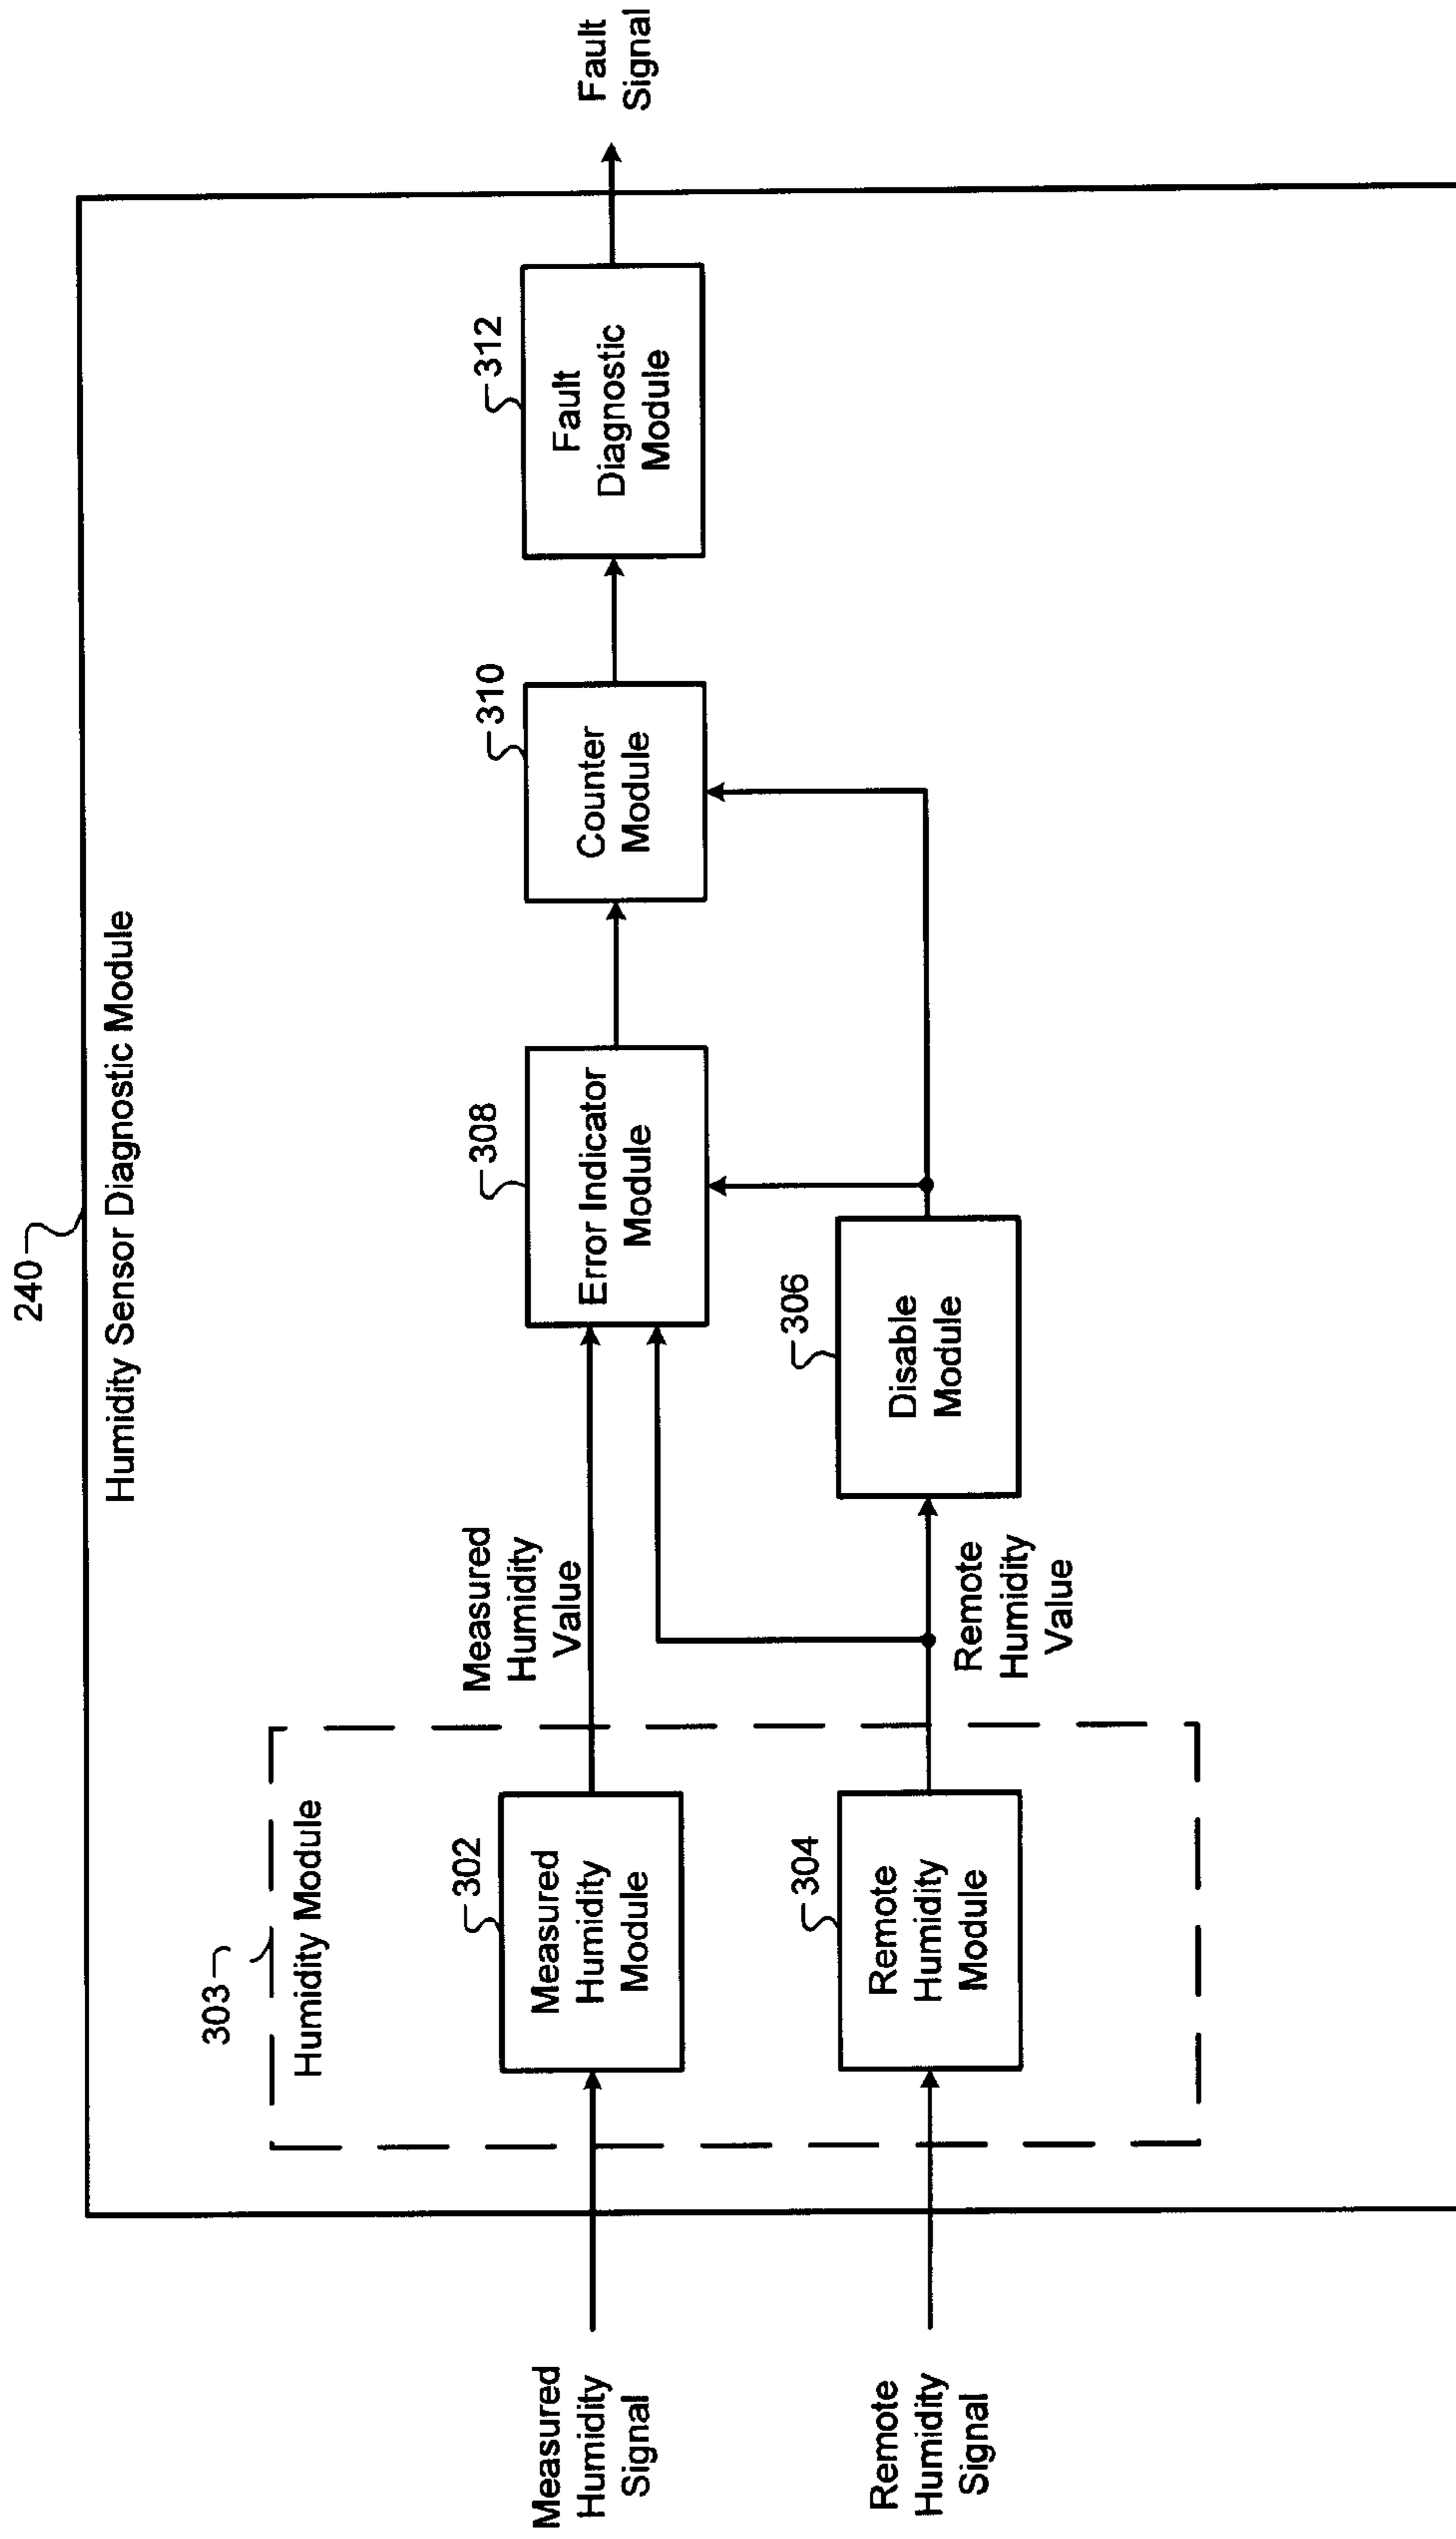 240
Humidity Sensor Diagnostic Module
303
Humidity Module
Measured
Humidity
Signal
302
Measured
Humidity
Module
Measured
Humidity
Value
308
Error Indicator
Module
310
Counter
Module
312
Fault
Diagnostic
Module
Fault
Signal
Remote
Humidity
Signal
304
Remote
Humidity
Module
Remote
Humidity
Value
306
Disable
Module